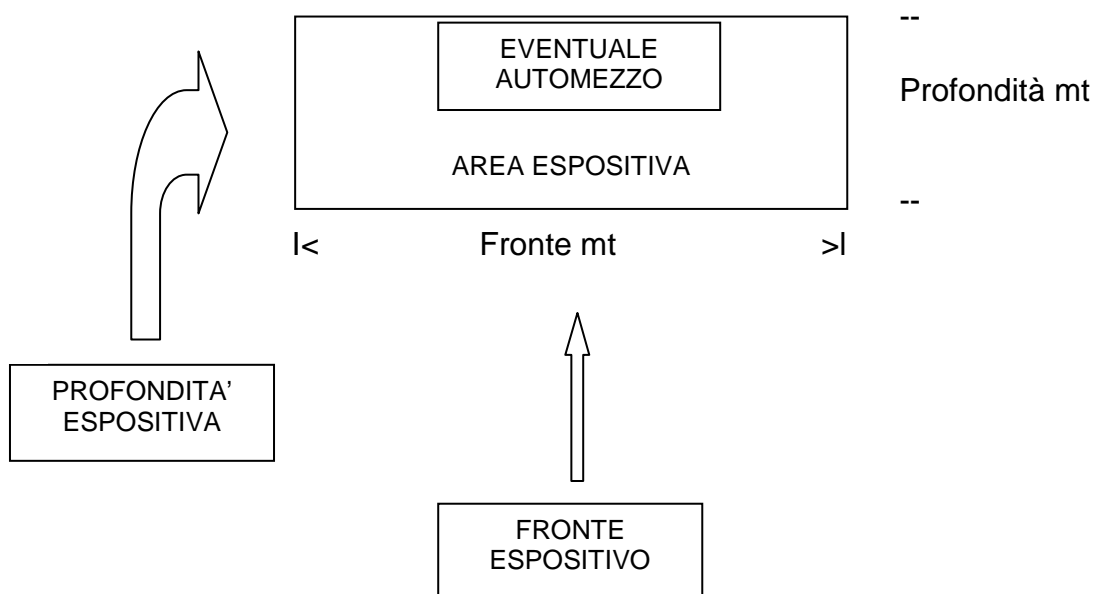 --
EVENTUALE
AUTOMEZZO
Profondità mt
AREA ESPOSITIVA
--
I< Fronte mt >I
PROFONDITA’
ESPOSITIVA
FRONTE
ESPOSITIVO